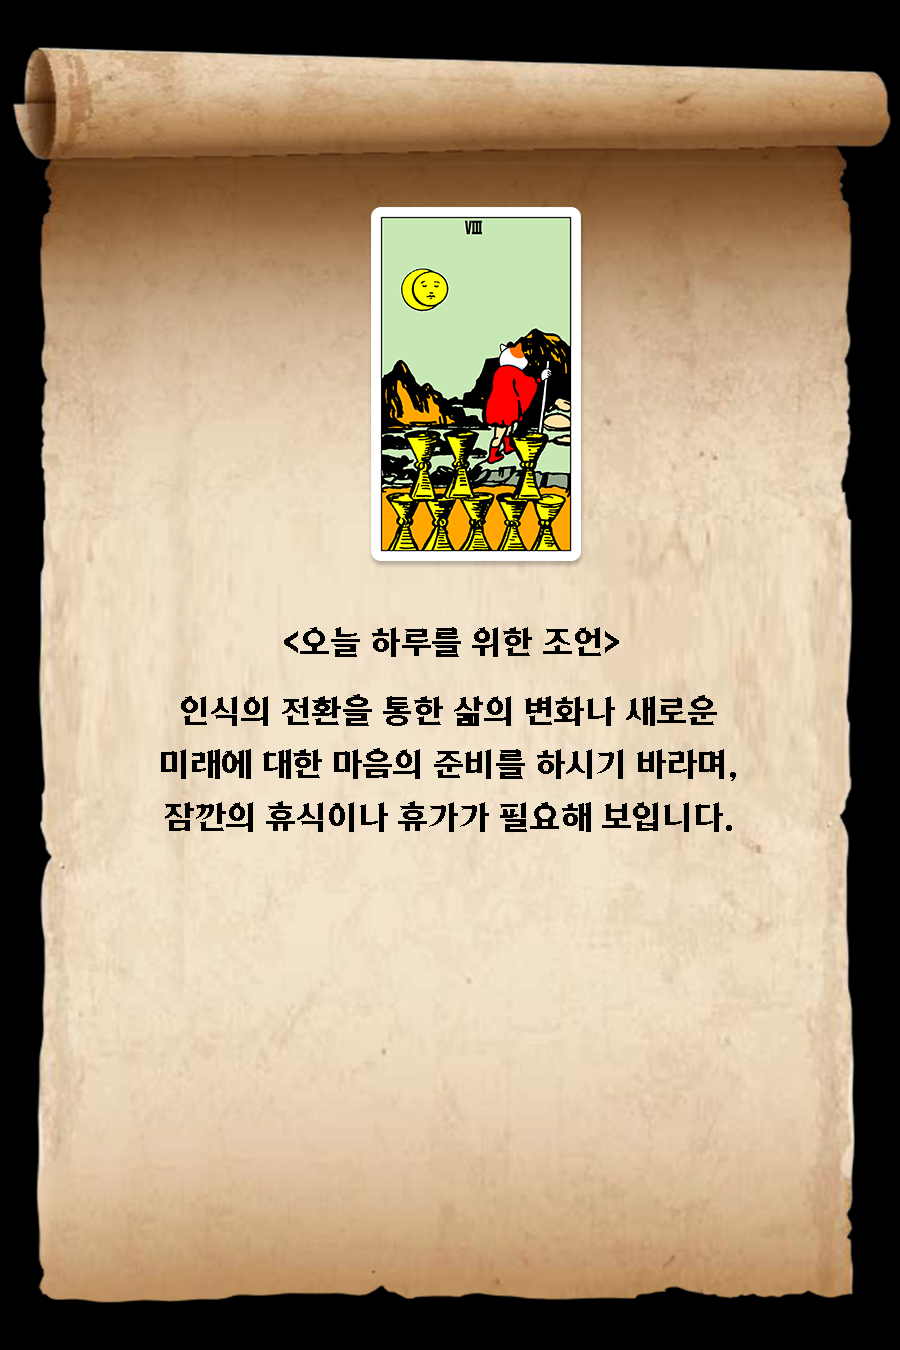 VIII
<오늘 하루를 위한 조언>
인식의 전환을 통한 삶의 변화나 새로운
미래에 대한 마음의 준비를 하시기 바라며,
잠깐의 휴식이나 휴가가 필요해 보입니다.